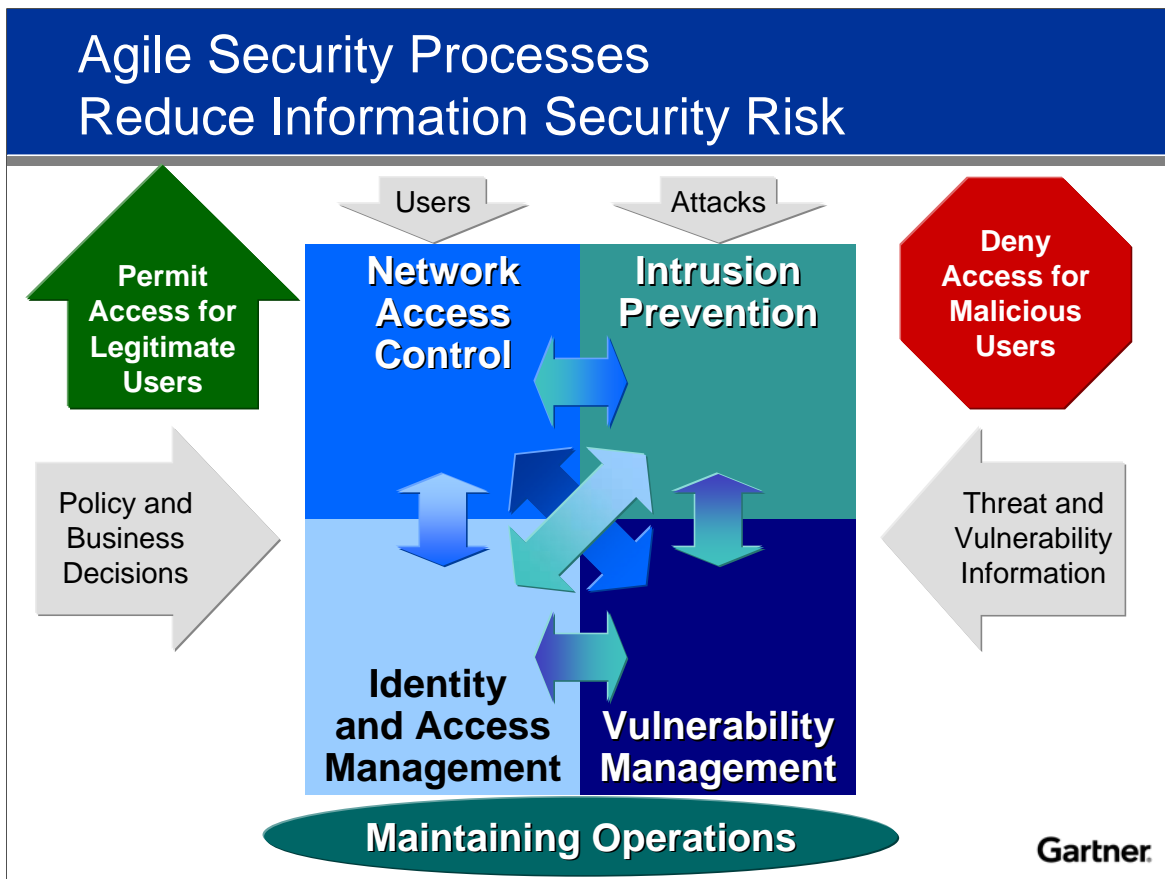 Agile Security Processes
Reduce Information Security Risk
Users
Attacks
Permit
Access for
Legitimate
Users
Network
Access
Control
Intrusion
Prevention
Deny
Access for
Malicious
Users
Policy and
Business
Decisions
Threat and
Vulnerability
Information
Identity
and Access
Management
Vulnerability
Management
Maintaining Operations
Gartner.